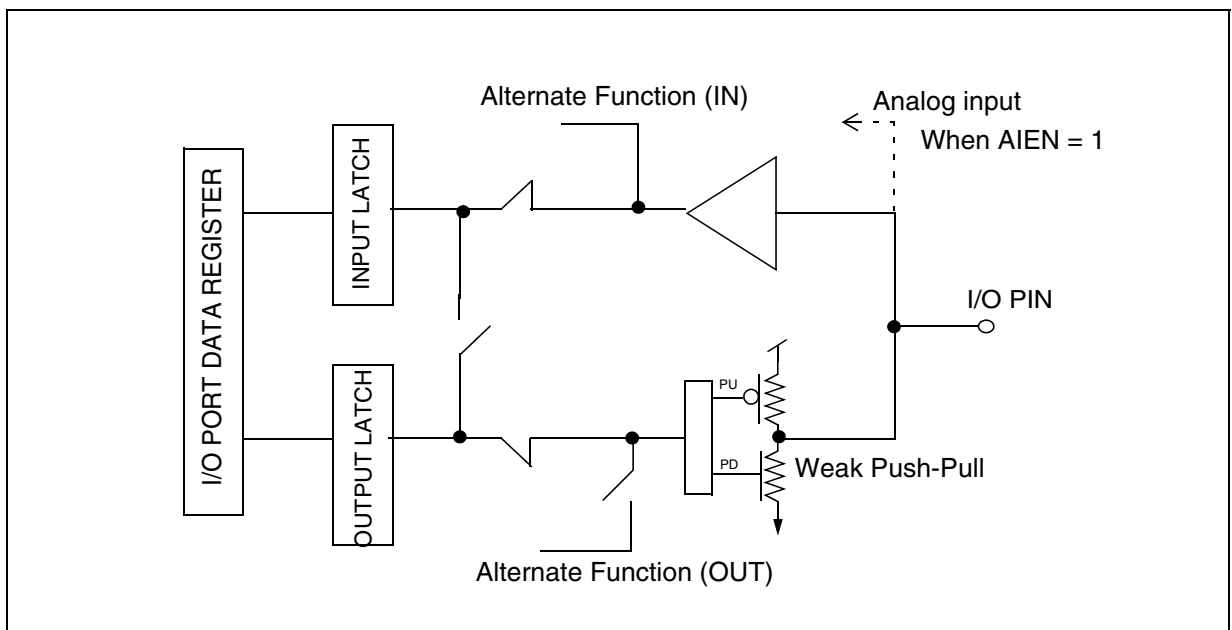 Alternate Function (IN)
Analog input
When AIEN = 1
I/O PORT DATA REGISTER
INPUT LATCH
I/O PIN
OUTPUT LATCH
PU
PD
Weak Push-Pull
Alternate Function (OUT)